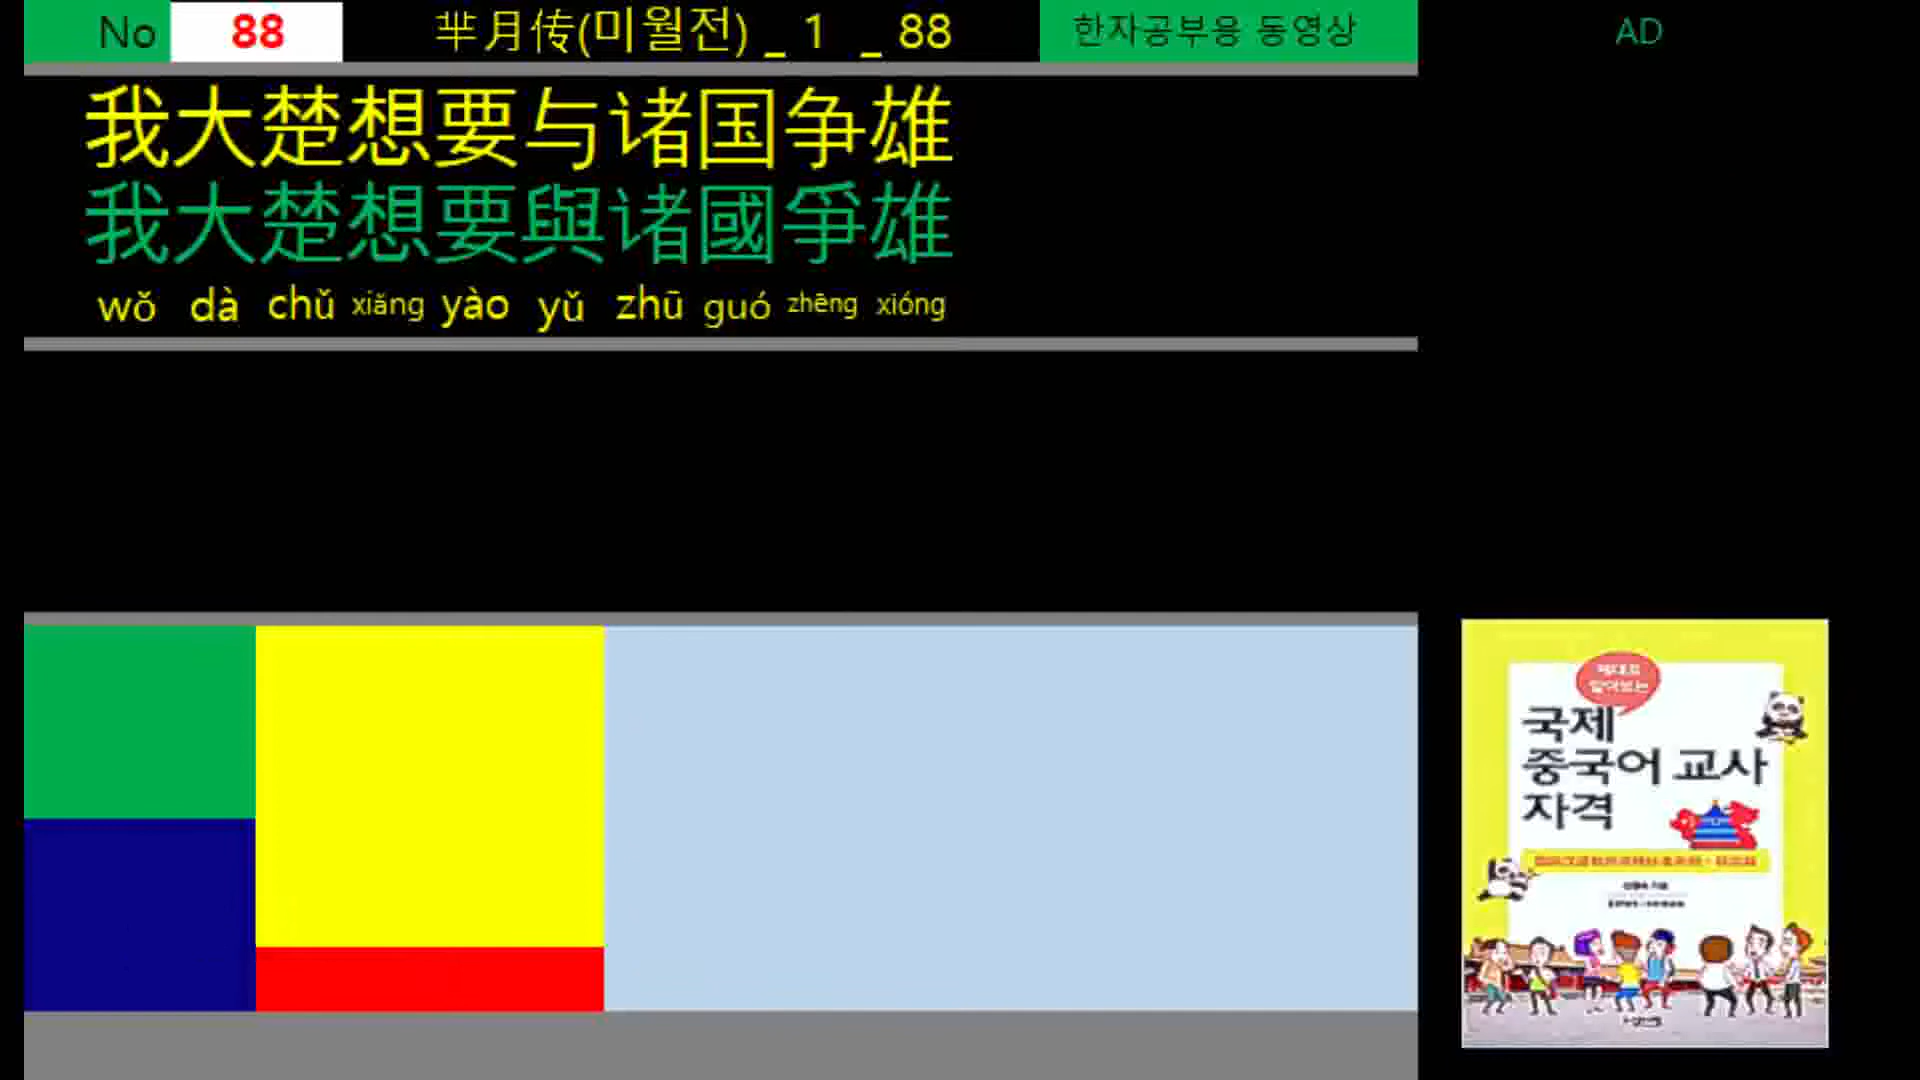 No 88 芈月传(미월전) _ 1 _ 88 한자공부용 동영상 AD
我大楚想要与诸国争雄
我大楚想要與诸國爭雄
wǒ dà chǔ xiǎng yào yǔ zhū guó zhēng xióng
국제
중국어 교사
자격